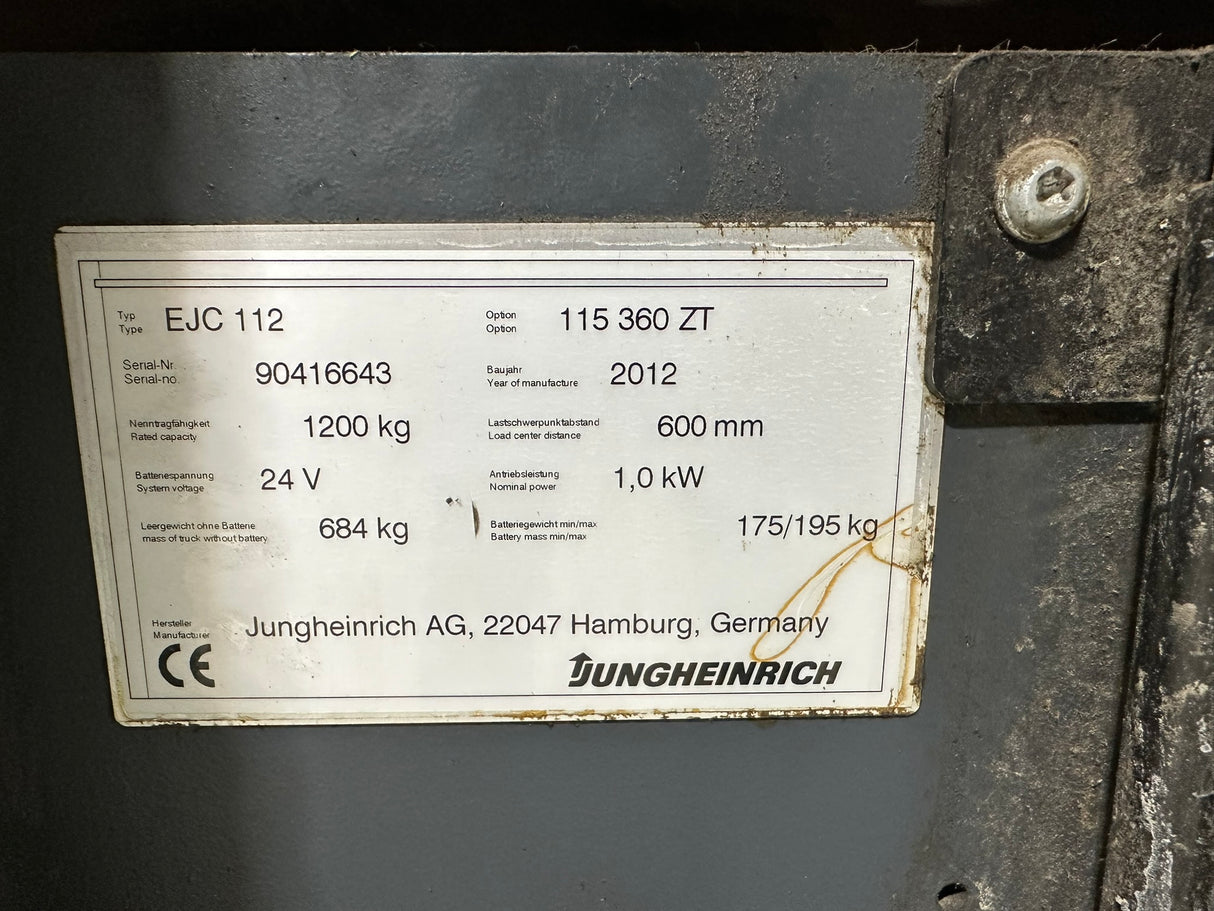 Typ EJC 112 Option 115 360 ZT
Type Option
Serial-Nr. 90416643 Baujahr 2012
Serial-no. Year of manufacture
Nenntragfähigkeit 1200 kg Lastschwerpunktabstand 600 mm
Rated capacity Load center distance
Batteriespannung 24 V Antriebsleistung 1,0 kW
System voltage Nominal power
Leergewicht ohne Batterie 684 kg Batteriegewicht min/max 175/195 kg
mass of truck without battery Battery mass min/max
Hersteller Jungheinrich AG, 22047 Hamburg, Germany
Manufacturer
CE JUNGHEINRICH